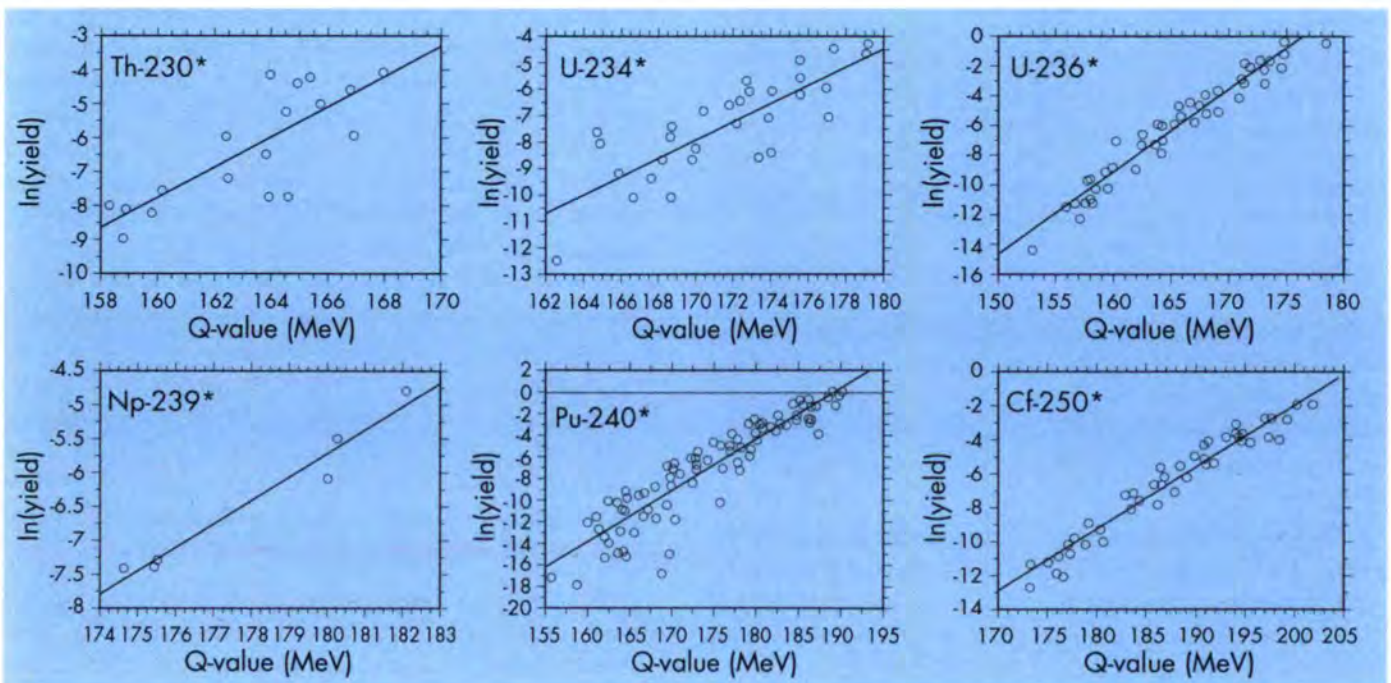 Th-230*
ln(yield)
-3
-4
-5
-6
-7
-8
-9
-10
158 160 162 164 165 168 170
Q-value (MeV)
U-234*
ln(yield)
-4
-5
-6
-7
-8
-9
-10
-11
-12
-13
162 164 166 168 170 172 174 176 178 180
Q-value (MeV)
U-236*
ln(yield)
0
-2
-4
-6
-8
-10
-12
-14
-16
150 155 160 165 170 175 180
Q-value (MeV)
Np-239*
ln(yield)
-4.5
-5
-5.5
-6
-6.5
-7
-7.5
-8
174 175 176 177 178 179 180 181 182 183
Q-value (MeV)
Pu-240*
ln(yield)
2
0
-2
-4
-6
-8
-10
-12
-14
-16
-18
-20
155 160 165 170 175 180 185 190 195
Q-value (MeV)
Cf-250*
ln(yield)
0
-2
-4
-6
-8
-10
-12
-14
170 175 180 185 190 195 200 205
Q-value (MeV)